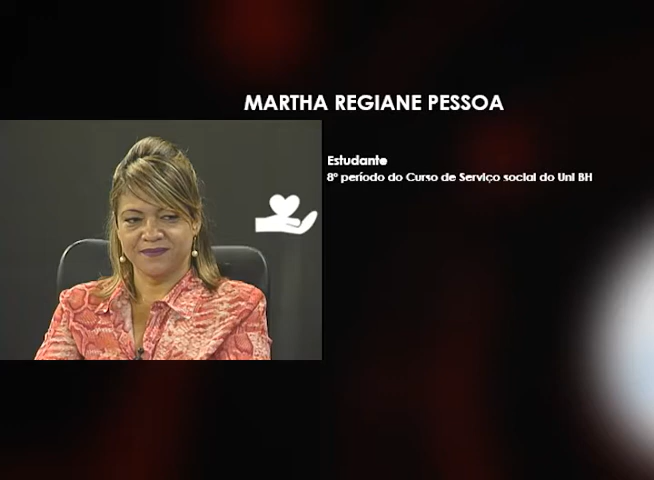 MARTHA REGIANE PESSOA
Estudante
8º período do Curso de Serviço social do Uni BH